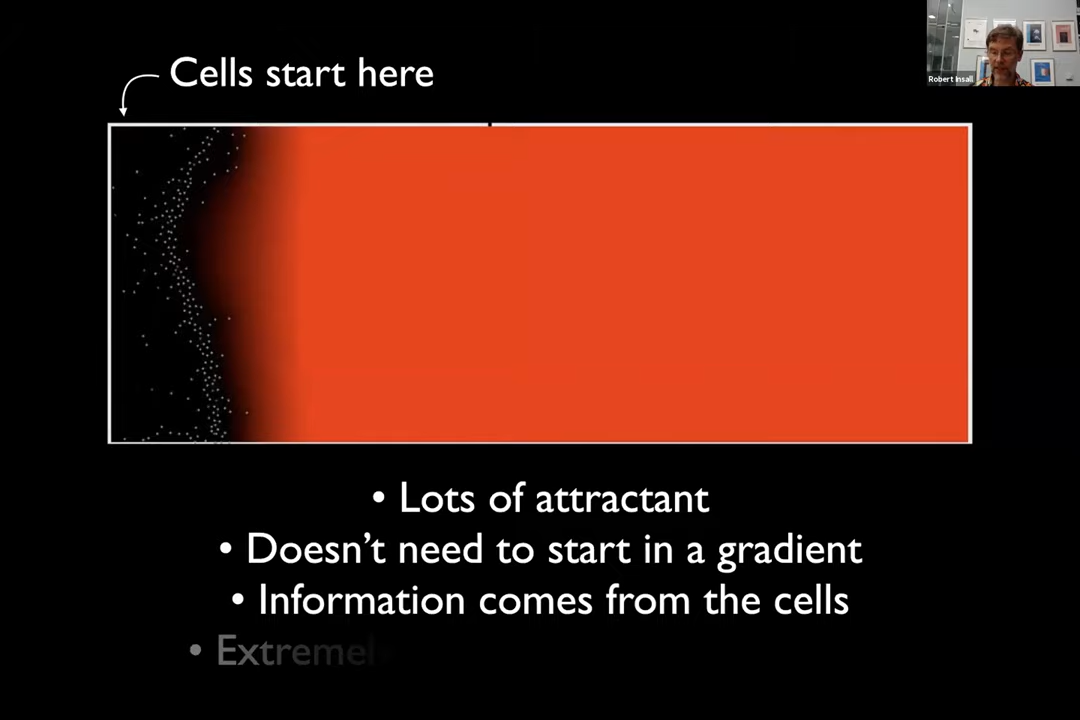 Cells start here
Robert Insall
• Lots of attractant
• Doesn't need to start in a gradient
• Information comes from the cells